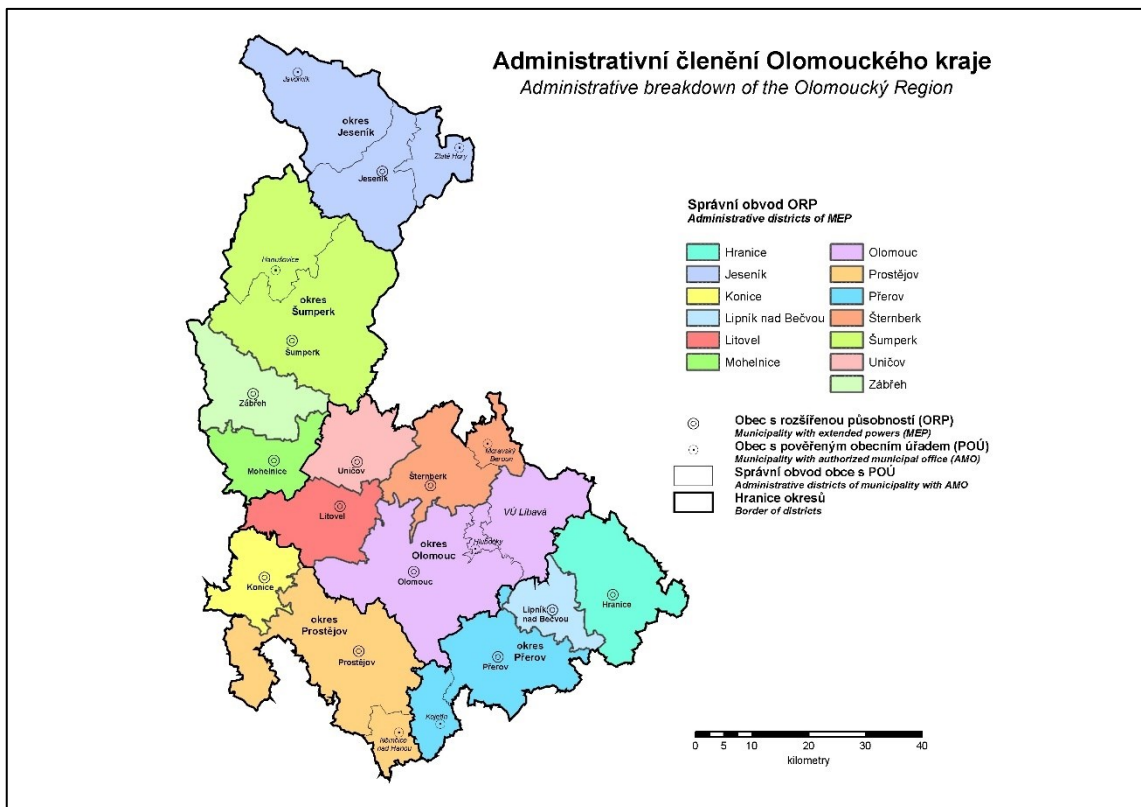 Administrativní členění Olomouckého kraje
Administrative breakdown of the Olomoucký Region
Javorník
okres
Jeseník
Zlaté Hory
Jeseník
Hanušovice
okres
Šumperk
Šumperk
Zábřeh
Mohelnice
Uničov
Moravský
Beroun
Šternberk
Litovel
VÚ Libavá
Hlubočky
okres
Olomouc
Olomouc
Konice
Lipník
nad Bečvou
Hranice
okres
Prostějov
Prostějov
okres
Přerov
Přerov
Kojetín
Němčice
nad Hanou
Správní obvod ORP
Administrative districts of MEP
Hranice
Jeseník
Konice
Lipník nad Bečvou
Litovel
Mohelnice
Olomouc
Prostějov
Přerov
Šternberk
Šumperk
Uničov
Zábřeh
Obec s rozšířenou působností (ORP)
Municipality with extended powers (MEP)
Obec s pověřeným obecním úřadem (POÚ)
Municipality with authorized municipal office (AMO)
Správní obvod obce s POÚ
Administrative districts of municipality with AMO
Hranice okresů
Border of districts
0 5 10 20 30 40
kilometry